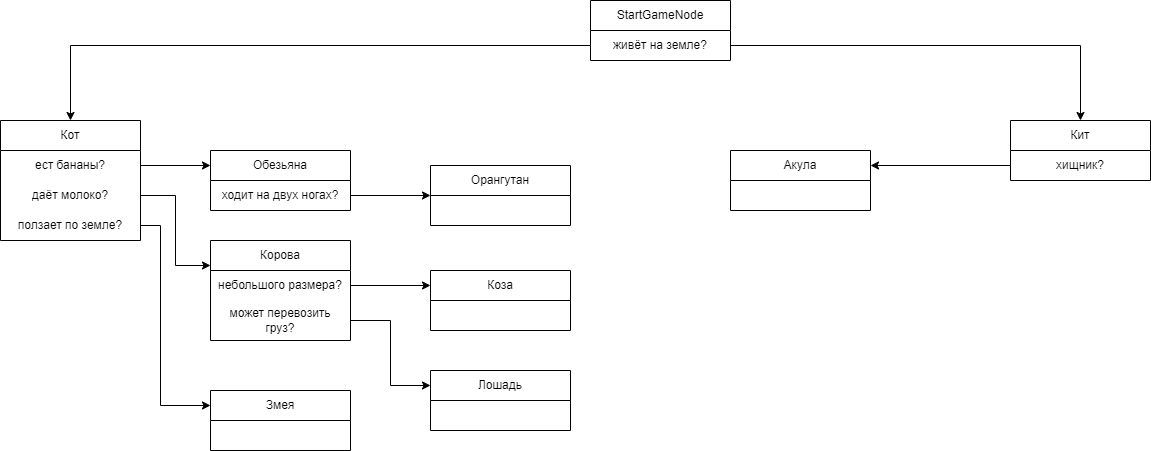 StartGameNode
живёт на земле?
Кот
ест бананы?
даёт молоко?
ползает по земле?
Обезьяна
ходит на двух ногах?
Орангутан
Корова
небольшого размера?
может перевозить
груз?
Коза
Лошадь
Змея
Акула
Кит
хищник?